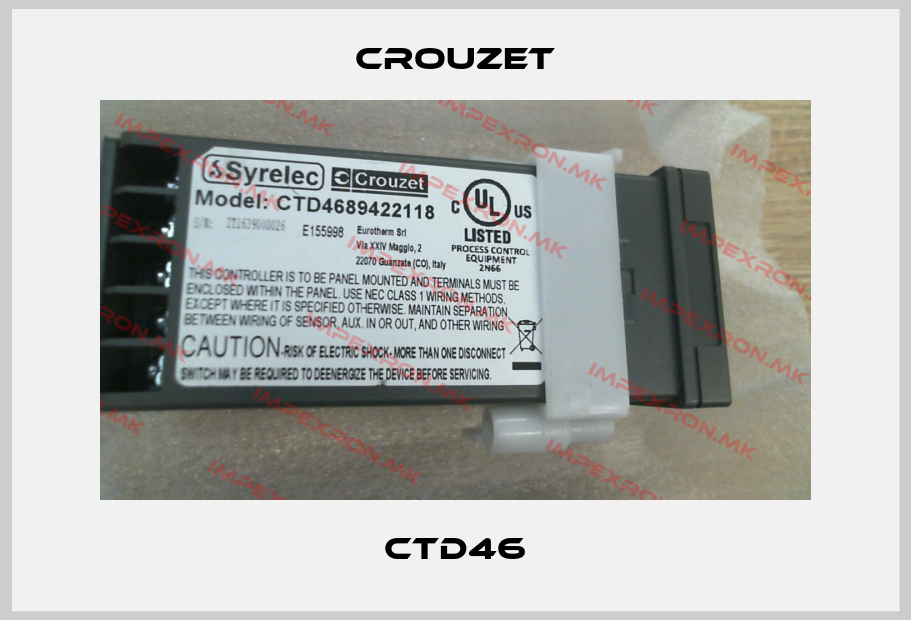 CROUZET
Syrelec Crouzet
Model: CTD4689422118
S/N:
E155998
Eurotherm Srl
Via XXIV Maggio, 2
22070 Guanzate (CO), Italy
C UL US
LISTED
PROCESS CONTROL
EQUIPMENT
2N66
THIS CONTROLLER IS TO BE PANEL MOUNTED AND TERMINALS MUST BE
ENCLOSED WITHIN THE PANEL. USE NEC CLASS 1 WIRING METHODS,
EXCEPT WHERE IT IS SPECIFIED OTHERWISE. MAINTAIN SEPARATION
BETWEEN WIRING OF SENSOR, AUX. IN OR OUT, AND OTHER WIRING
CAUTION-RISK OF ELECTRIC SHOCK- MORE THAN ONE DISCONNECT
SWITCH MAY BE REQUIRED TO DEENERGIZE THE DEVICE BEFORE SERVICING.
IMPEXRON.MK
CTD46